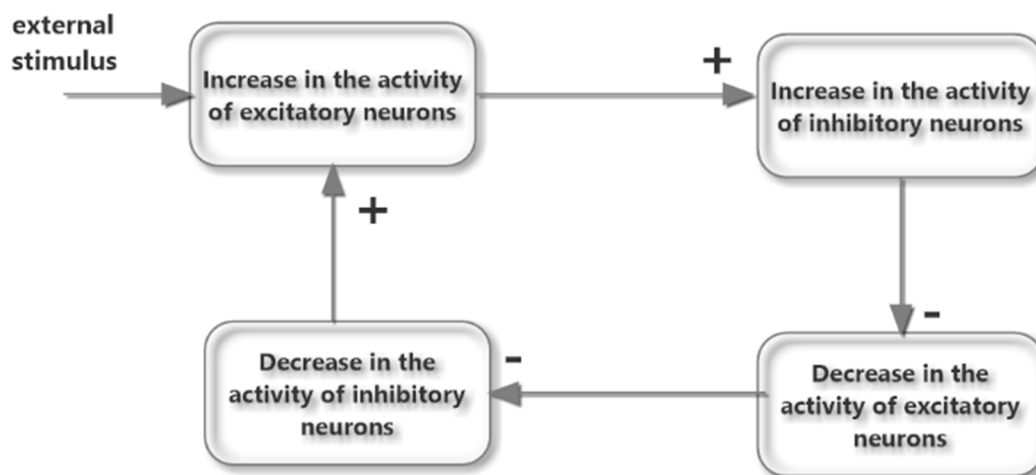 external
stimulus
Increase in the activity
of excitatory neurons
+
Increase in the activity
of inhibitory neurons
+
-
Decrease in the
activity of inhibitory
neurons
-
Decrease in the
activity of excitatory
neurons